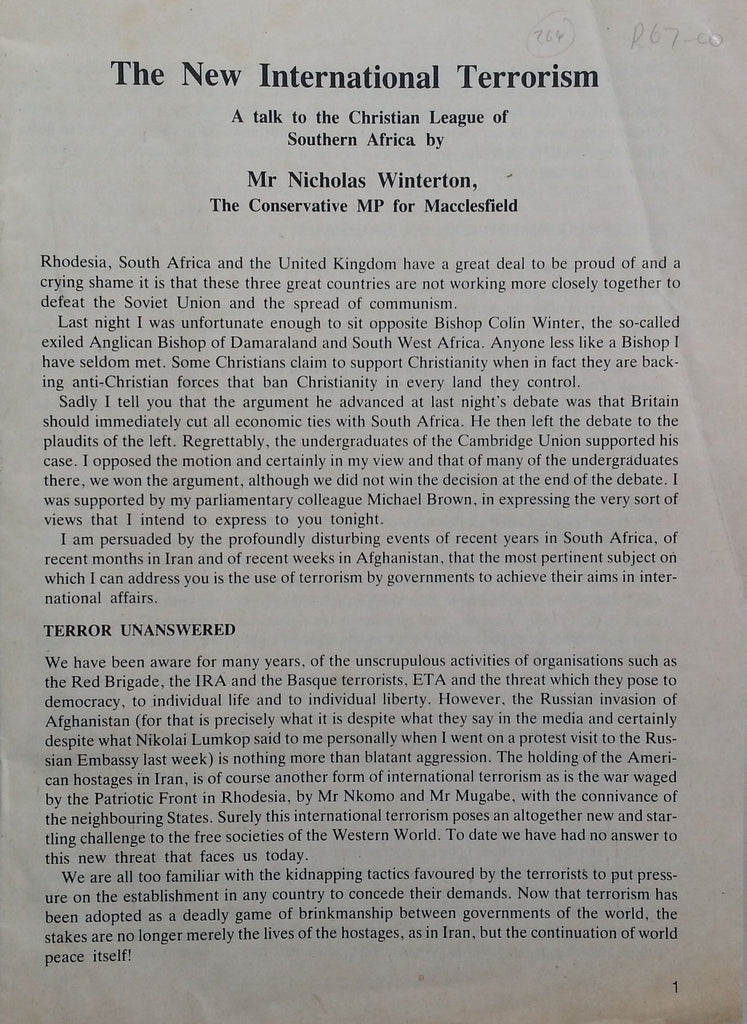 264 R67-00
The New International Terrorism
A talk to the Christian League of
Southern Africa by
Mr Nicholas Winterton,
The Conservative MP for Macclesfield
Rhodesia, South Africa and the United Kingdom have a great deal to be proud of and a
crying shame it is that these three great countries are not working more closely together to
defeat the Soviet Union and the spread of communism.
Last night I was unfortunate enough to sit opposite Bishop Colin Winter, the so-called
exiled Anglican Bishop of Damaraland and South West Africa. Anyone less like a Bishop I
have seldom met. Some Christians claim to support Christianity when in fact they are back-
ing anti-Christian forces that ban Christianity in every land they control.
Sadly I tell you that the argument he advanced at last night's debate was that Britain
should immediately cut all economic ties with South Africa. He then left the debate to the
plaudits of the left. Regrettably, the undergraduates of the Cambridge Union supported his
case. I opposed the motion and certainly in my view and that of many of the undergraduates
there, we won the argument, although we did not win the decision at the end of the debate. I
was supported by my parliamentary colleague Michael Brown, in expressing the very sort of
views that I intend to express to you tonight.
I am persuaded by the profoundly disturbing events of recent years in South Africa, of
recent months in Iran and of recent weeks in Afghanistan, that the most pertinent subject on
which I can address you is the use of terrorism by governments to achieve their aims in inter-
national affairs.
TERROR UNANSWERED
We have been aware for many years, of the unscrupulous activities of organisations such as
the Red Brigade, the IRA and the Basque terrorists, ETA and the threat which they pose to
democracy, to individual life and to individual liberty. However, the Russian invasion of
Afghanistan (for that is precisely what it is despite what they say in the media and certainly
despite what Nikolai Lumkop said to me personally when I went on a protest visit to the Rus-
sian Embassy last week) is nothing more than blatant aggression. The holding of the Ameri-
can hostages in Iran, is of course another form of international terrorism as is the war waged
by the Patriotic Front in Rhodesia, by Mr Nkomo and Mr Mugabe, with the connivance of
the neighbouring States. Surely this international terrorism poses an altogether new and star-
tling challenge to the free societies of the Western World. To date we have had no answer to
this new threat that faces us today.
We are all too familiar with the kidnapping tactics favoured by the terrorists to put press-
ure on the establishment in any country to concede their demands. Now that terrorism has
been adopted as a deadly game of brinkmanship between governments of the world, the
stakes are no longer merely the lives of the hostages, as in Iran, but the continuation of world
peace itself!
1